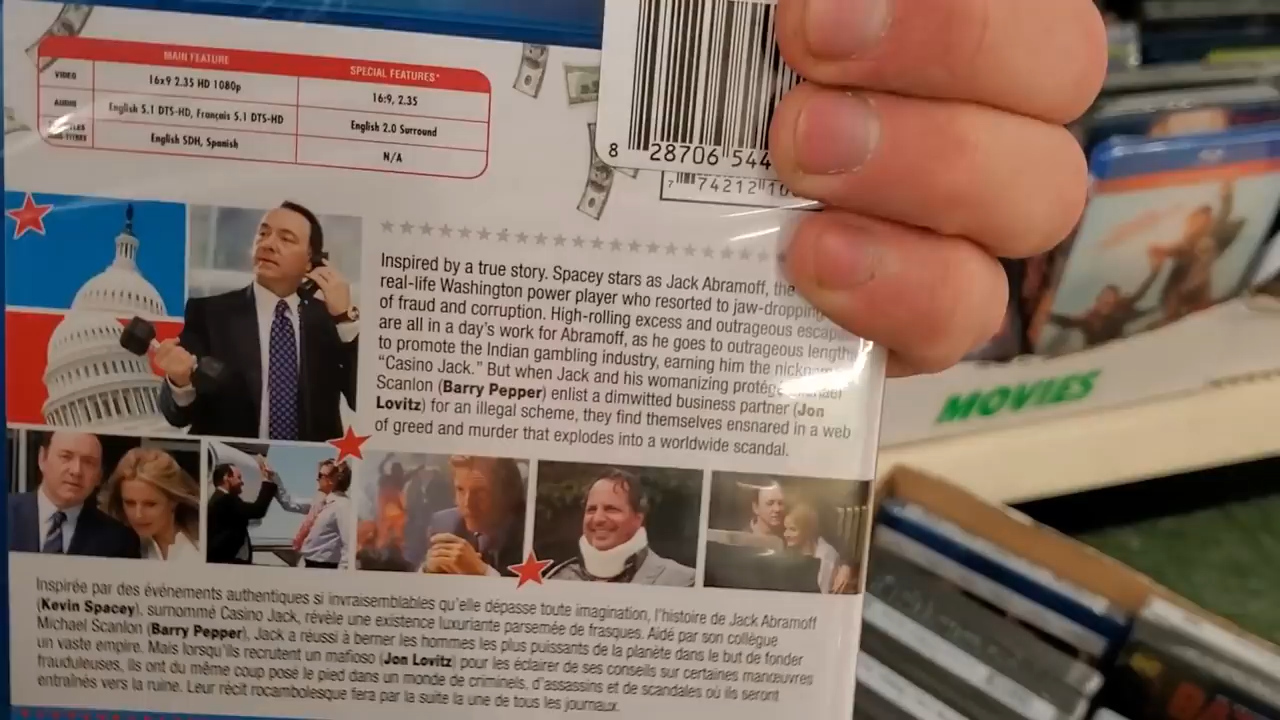 MAIN FEATURE
SPECIAL FEATURES*
VIDEO
16x9 2.35 HD 1080p
16:9, 2.35
AUDIO
English 5.1 DTS-HD, Français 5.1 DTS-HD
English 2.0 Surround
English SDH, Spanish
N/A
8 28706 544
7 74212 10
Inspired by a true story. Spacey stars as Jack Abramoff, the
real-life Washington power player who resorted to jaw-dropping
of fraud and corruption. High-rolling excess and outrageous
are all in a day's work for Abramoff, as he goes to outrageous
to promote the Indian gambling industry, earning him the
"Casino Jack." But when Jack and his womanizing
Scanlon (Barry Pepper) enlist a dimwitted business partner (Jon
Lovitz) for an illegal scheme, they find themselves ensnared in a web
of greed and murder that explodes into a worldwide scandal.
MOVIES
Inspirée par des événements authentiques si invraisemblables qu'elle dépasse toute imagination, l'histoire de Jack Abramoff
(Kevin Spacey), surnommé Casino Jack, révèle une existence luxuriante parsemée de frasques. Aidé par son collègue
Michael Scanlon (Barry Pepper), Jack a réussi à berner les hommes les plus puissants de la planète dans le but de fonder
un vaste empire. Mais lorsqu'ils recrutent un mafioso (Jon Lovitz) pour les éclairer de ses conseils sur certaines manœuvres
frauduleuses, ils ont du même coup posé le pied dans un monde de criminels, d'assassins et de scandales où ils seront
entraînés vers la ruine. Leur récit rocambolesque fera par la suite la une de tous les journaux.